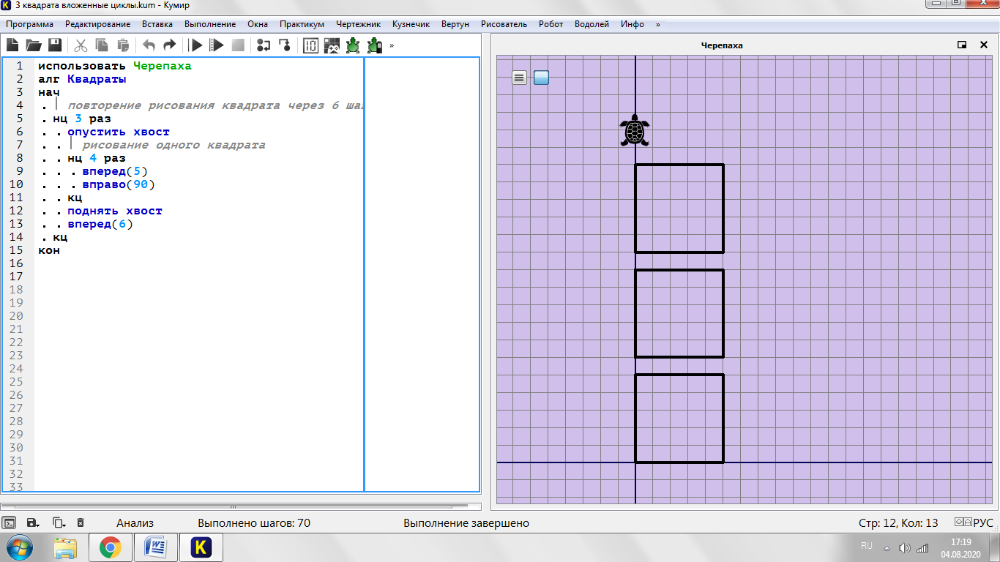 3 квадрата вложенные циклы.kum - Кумир
Программа Редактирование Вставка Выполнение Окна Практикум Чертежник Кузнечик Вертун Рисователь Робот Водолей Инфо »
»
Черепаха
1 использовать Черепаха
2 алг Квадраты
3 нач
4 . | повторение рисования квадрата через 6
5 . нц 3 раз
6 . . опустить хвост
7 . . | рисование одного квадрата
8 . . нц 4 раз
9 . . . вперед(5)
10 . . . вправо(90)
11 . . кц
12 . . поднять хвост
13 . . вперед(6)
14 . кц
15 кон
16
17
18
19
20
21
22
23
24
25
26
27
28
29
30
31
32
33
Анализ Выполнено шагов: 70 Выполнение завершено Стр: 12, Кол: 13 РУС
RU 17:19
04.08.2020